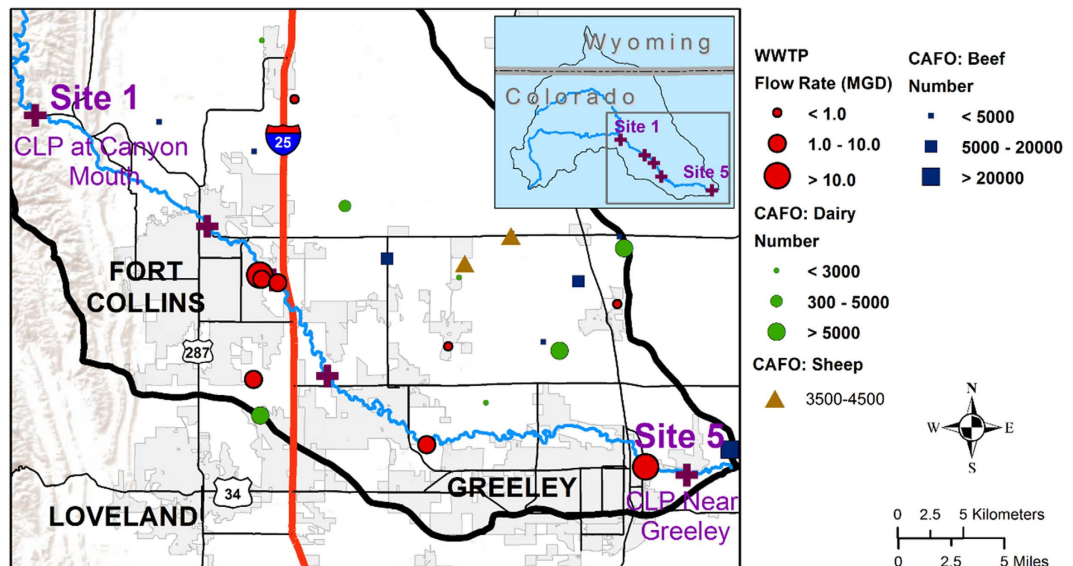 Wyoming
Colorado
Site 1
Site 5
Site 1
CLP at Canyon
Mouth
25
FORT
COLLINS
287
34
LOVELAND
GREELEY
Site 5
CLP Near
Greeley
WWTP
Flow Rate (MGD)
< 1.0
1.0 - 10.0
> 10.0
CAFO: Dairy
Number
< 3000
300 - 5000
> 5000
CAFO: Sheep
3500-4500
CAFO: Beef
Number
< 5000
5000 - 20000
> 20000
N
W
E
S
0 2.5 5 Kilometers
0 2.5 5 Miles